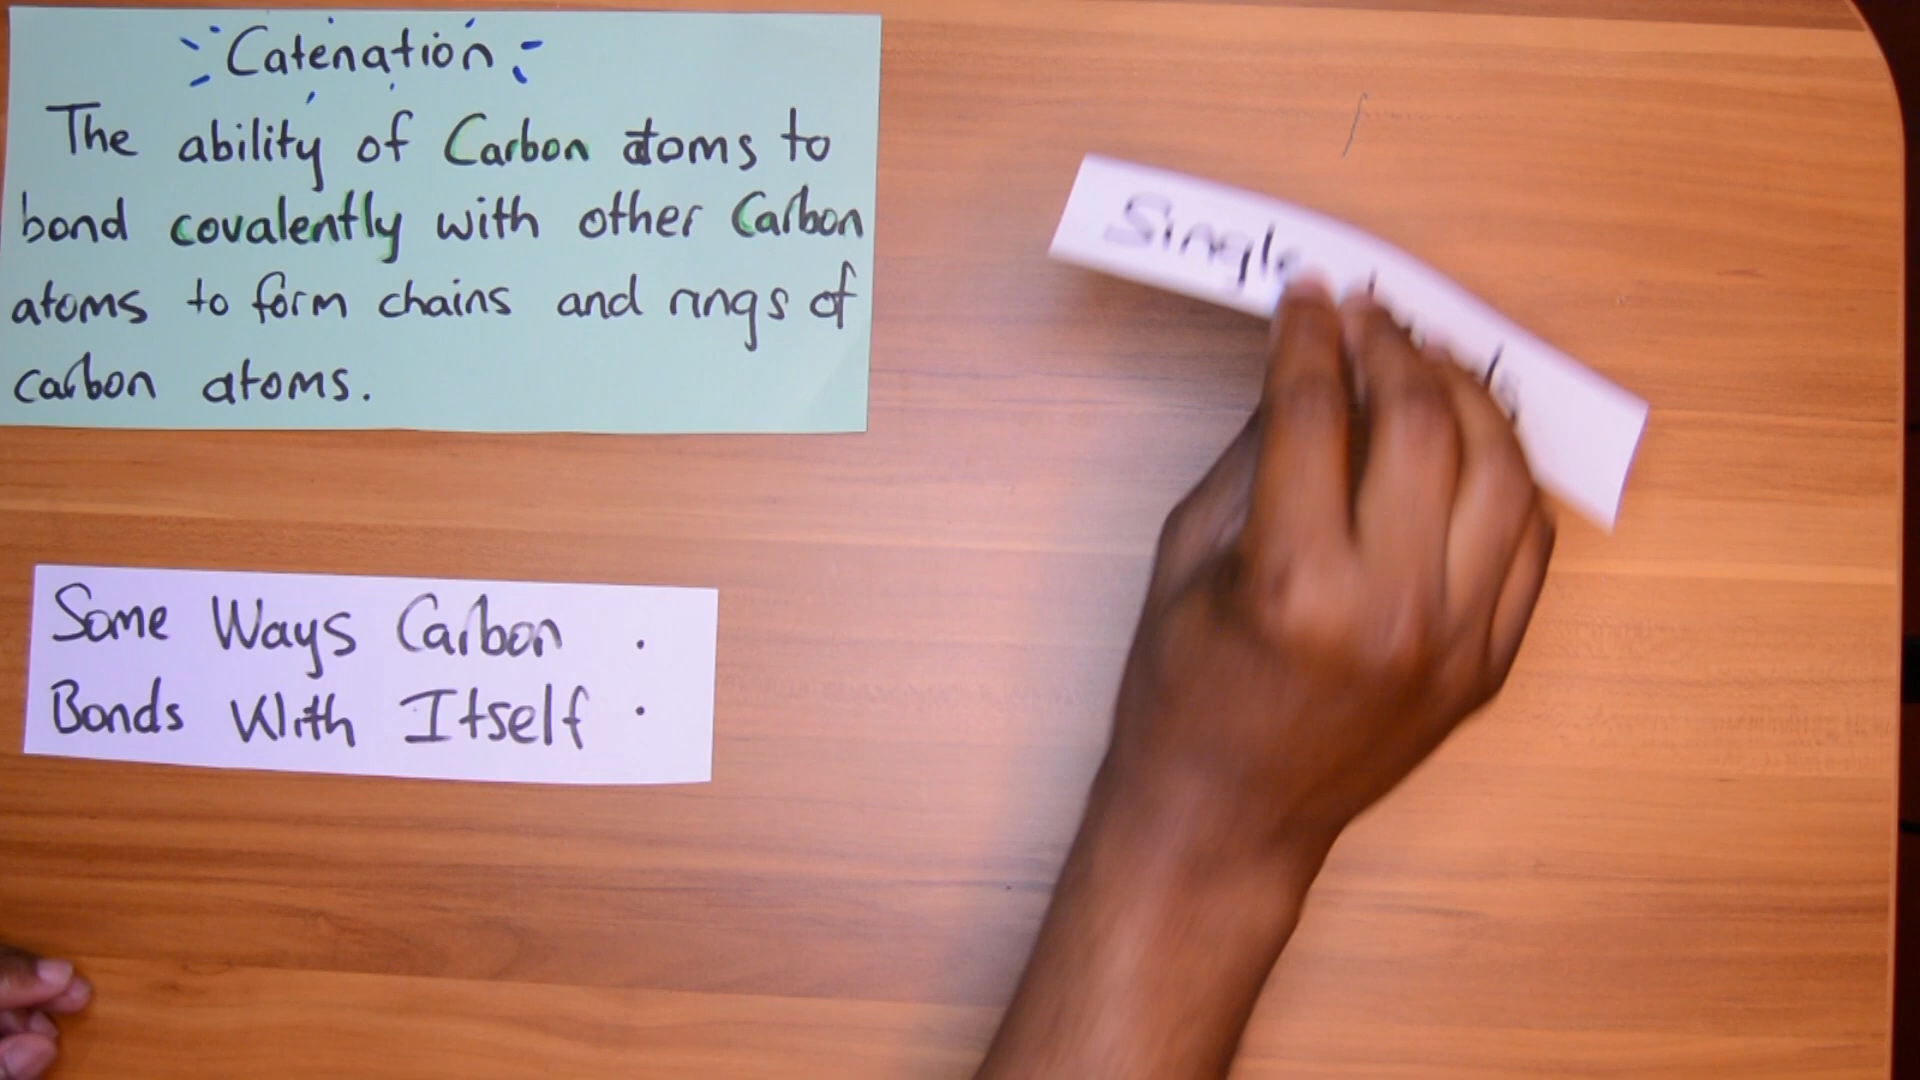 Catenation
The ability of Carbon atoms to
bond covalently with other Carbon
atoms to form chains and rings of
carbon atoms.
Some Ways Carbon
Bonds With Itself :
Single